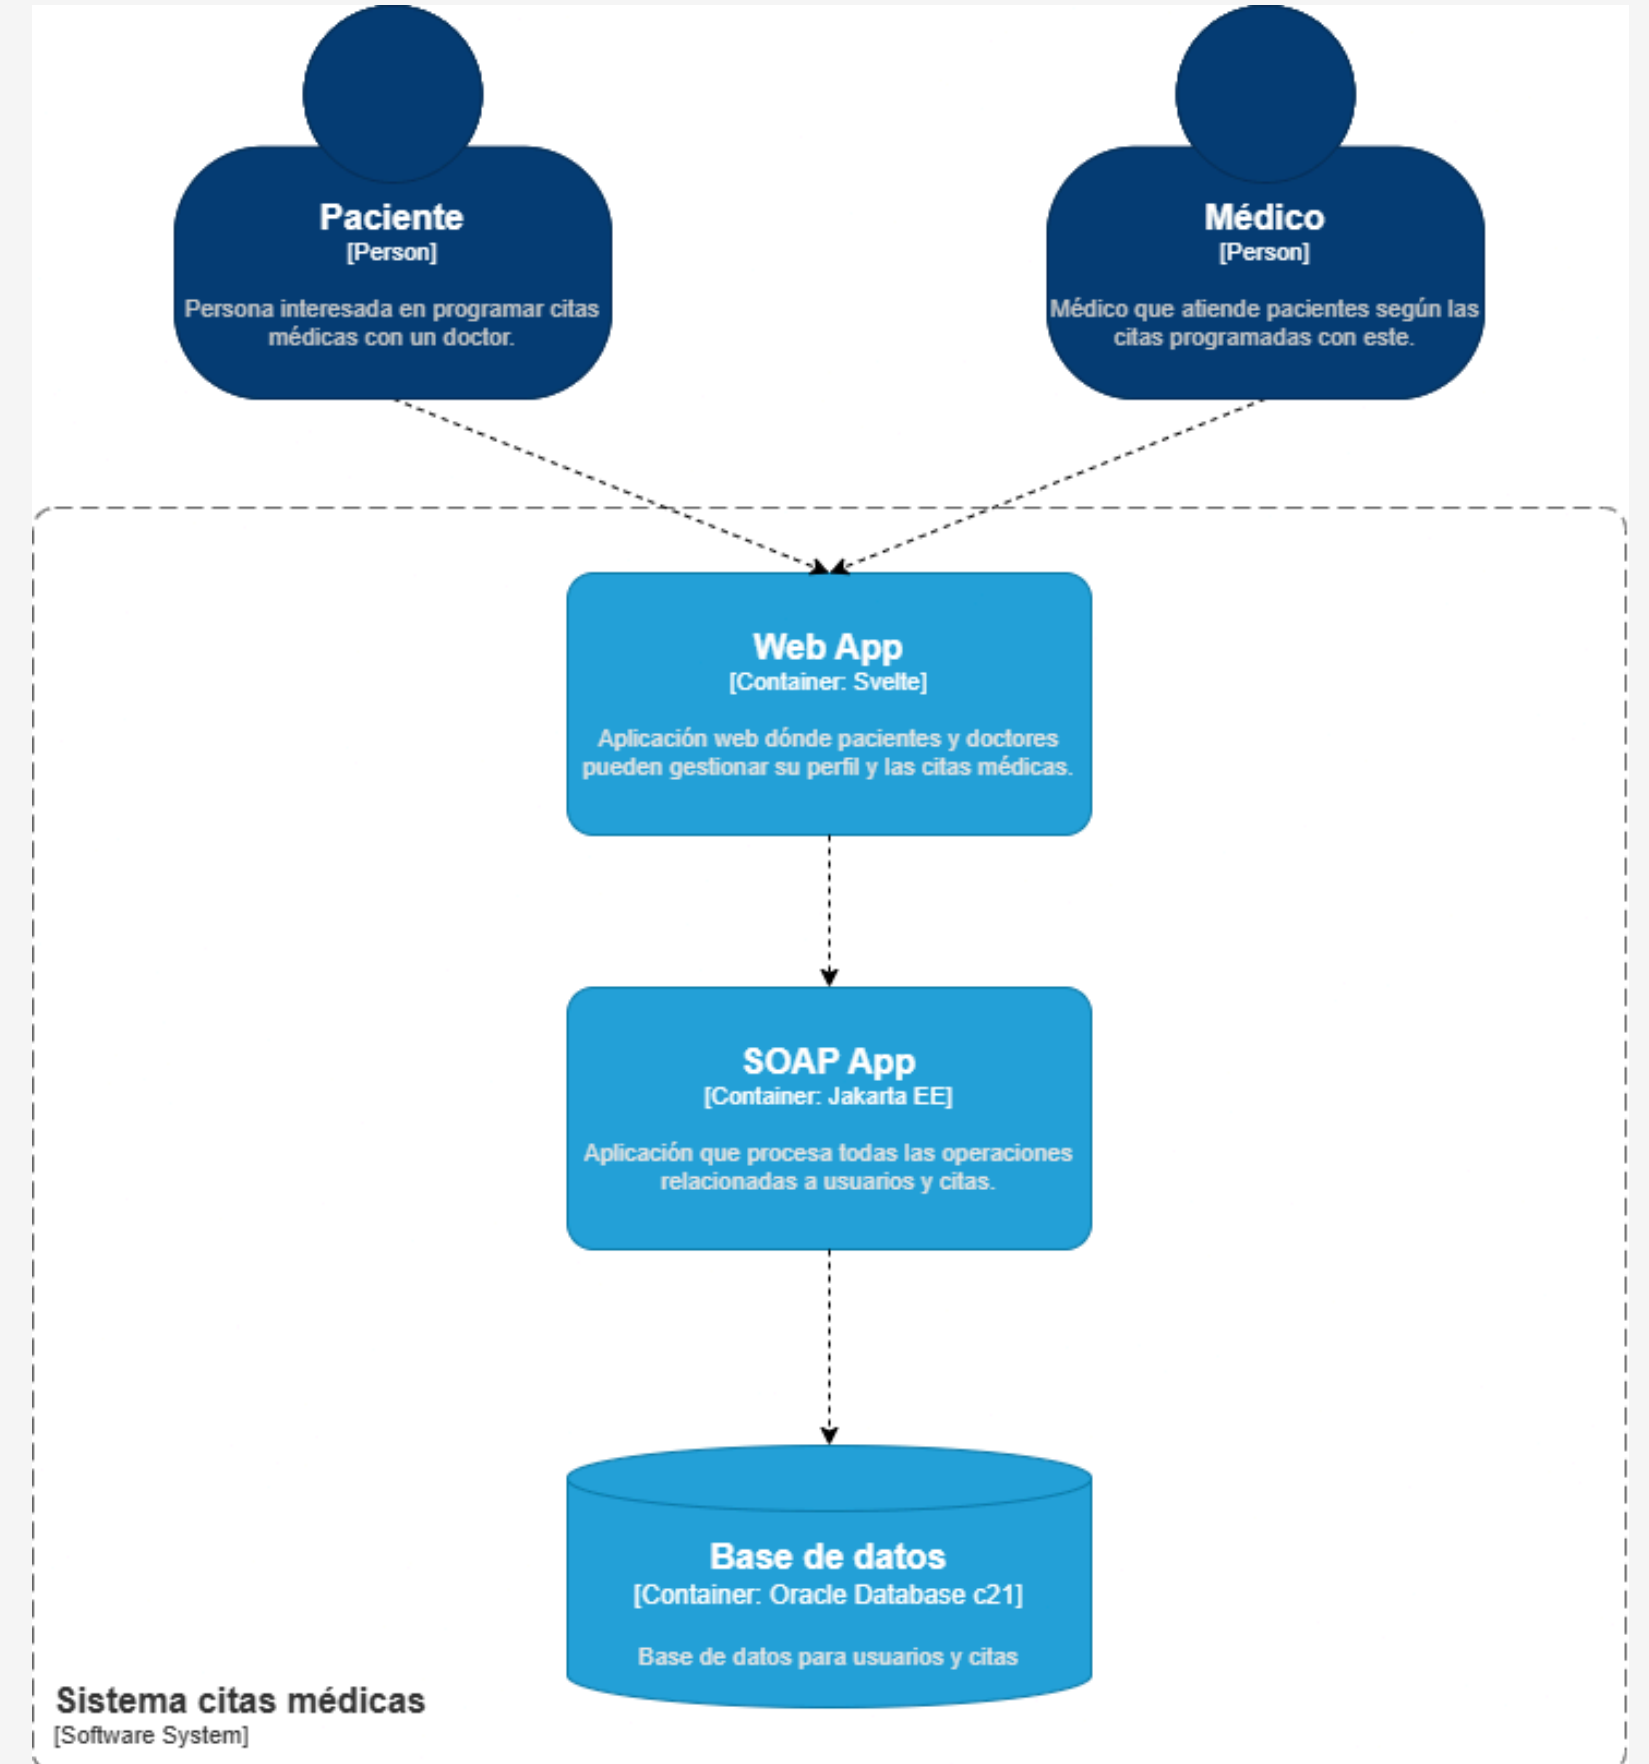 Paciente
[Person]
Persona interesada en programar citas
médicas con un doctor.
Médico
[Person]
Médico que atiende pacientes según las
citas programadas con este.
Web App
[Container: Svelte]
Aplicación web dónde pacientes y doctores
pueden gestionar su perfil y las citas médicas.
SOAP App
[Container: Jakarta EE]
Aplicación que procesa todas las operaciones
relacionadas a usuarios y citas.
Base de datos
[Container: Oracle Database c21]
Base de datos para usuarios y citas
Sistema citas médicas
[Software System]